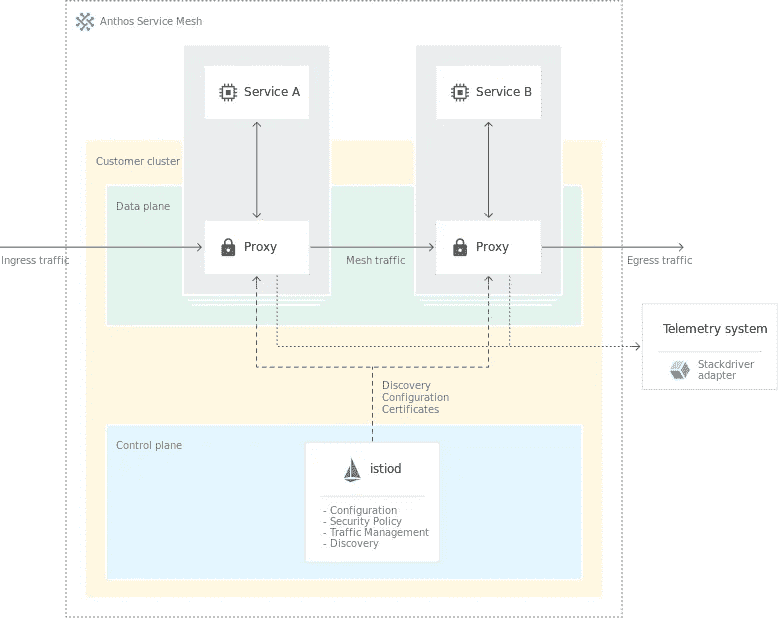 Anthos Service Mesh
Service A
Service B
Customer cluster
Data plane
Proxy
Proxy
Ingress traffic
Mesh traffic
Egress traffic
Telemetry system
Stackdriver
adapter
Discovery
Configuration
Certificates
Control plane
istiod
- Configuration
- Security Policy
- Traffic Management
- Discovery